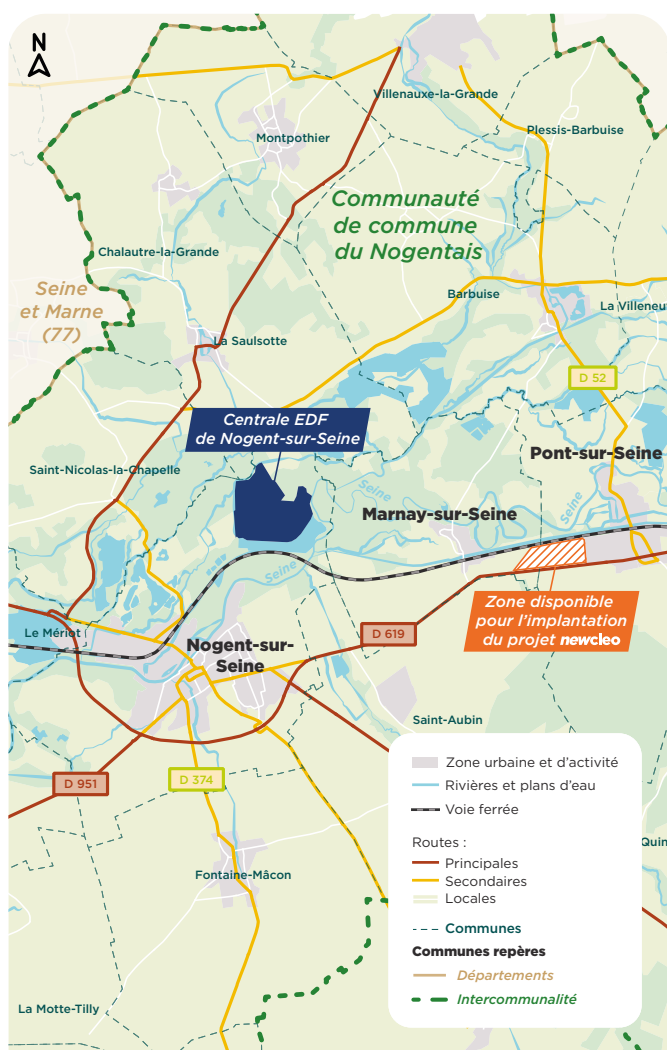 N
Villenauxe-la-Grande
Plessis-Barbuise
Montpothier
Communauté
de commune
du Nogentais
Chalautre-la-Grande
Seine
et Marne
(77)
Barbuise
La Villeneu
La Saulsotte
D 52
Centrale EDF
de Nogent-sur-Seine
Pont-sur-Seine
Saint-Nicolas-la-Chapelle
Seine
Marnay-sur-Seine
Seine
Seine
Zone disponible
pour l'implantation
du projet newcleo
Le Mériot
D 619
Nogent-sur-
Seine
Saint-Aubin
D 951
D 374
Fontaine-Mâcon
Quin
La Motte-Tilly
Zone urbaine et d'activité
Rivières et plans d'eau
Voie ferrée
Routes :
Principales
Secondaires
Locales
Communes
Communes repères
Départements
Intercommunalité